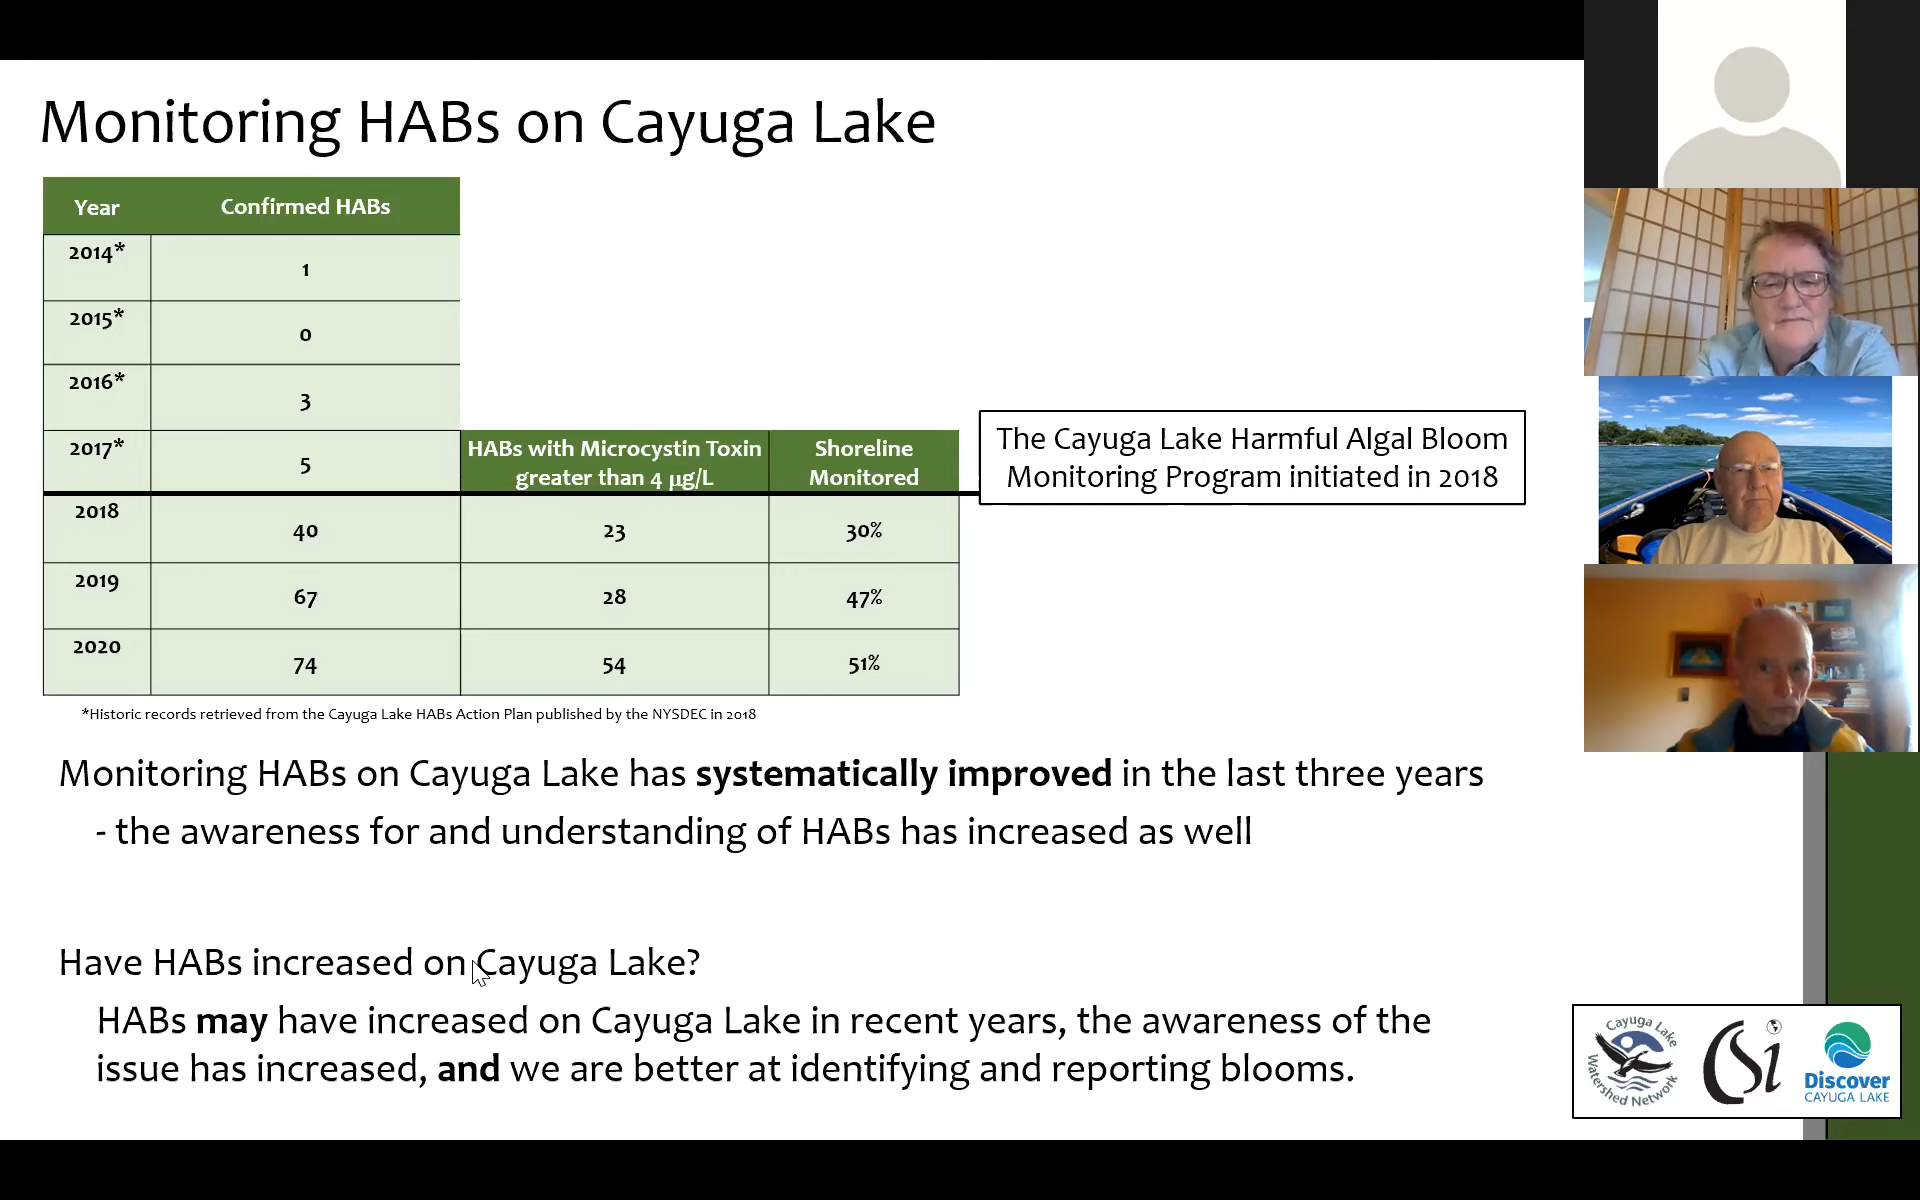 Monitoring HABs on Cayuga Lake
Year Confirmed HABs
2014* 1
2015* 0
2016* 3
2017* 5 HABs with Microcystin Toxin greater than 4 µg/L Shoreline Monitored
The Cayuga Lake Harmful Algal Bloom
Monitoring Program initiated in 2018
2018 40 23 30%
2019 67 28 47%
2020 74 54 51%
*Historic records retrieved from the Cayuga Lake HABs Action Plan published by the NYSDEC in 2018
Monitoring HABs on Cayuga Lake has systematically improved in the last three years
- the awareness for and understanding of HABs has increased as well
Have HABs increased on Cayuga Lake?
HABs may have increased on Cayuga Lake in recent years, the awareness of the
issue has increased, and we are better at identifying and reporting blooms.
Cayuga Lake
Watershed Network
CSi
Discover
CAYUGA LAKE